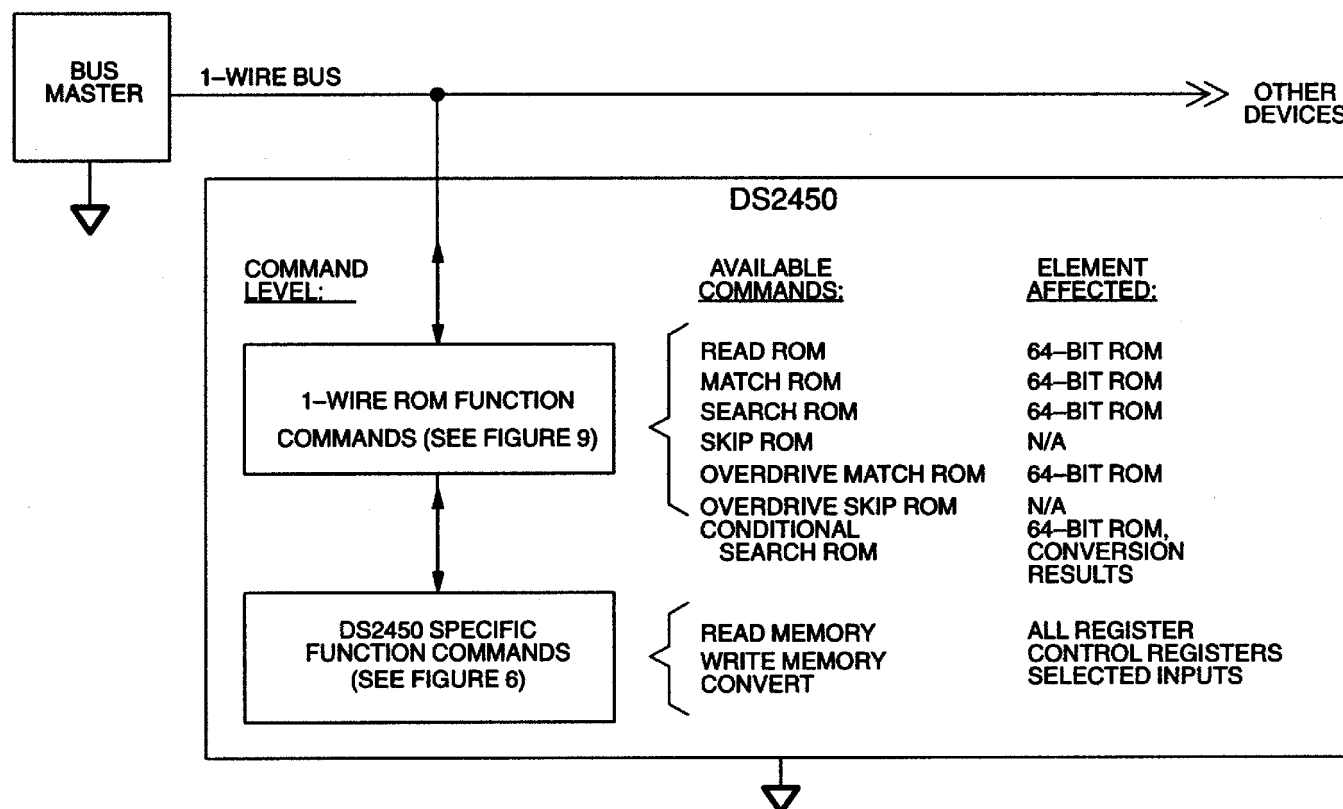 BUS
MASTER
1–WIRE BUS
OTHER
DEVICES
DS2450
COMMAND
LEVEL:
AVAILABLE
COMMANDS:
ELEMENT
AFFECTED:
1–WIRE ROM FUNCTION
COMMANDS (SEE FIGURE 9)
READ ROM 64–BIT ROM
MATCH ROM 64–BIT ROM
SEARCH ROM 64–BIT ROM
SKIP ROM N/A
OVERDRIVE MATCH ROM 64–BIT ROM
OVERDRIVE SKIP ROM N/A
CONDITIONAL 64–BIT ROM,
SEARCH ROM CONVERSION
RESULTS
DS2450 SPECIFIC
FUNCTION COMMANDS
(SEE FIGURE 6)
READ MEMORY ALL REGISTER
WRITE MEMORY CONTROL REGISTERS
CONVERT SELECTED INPUTS